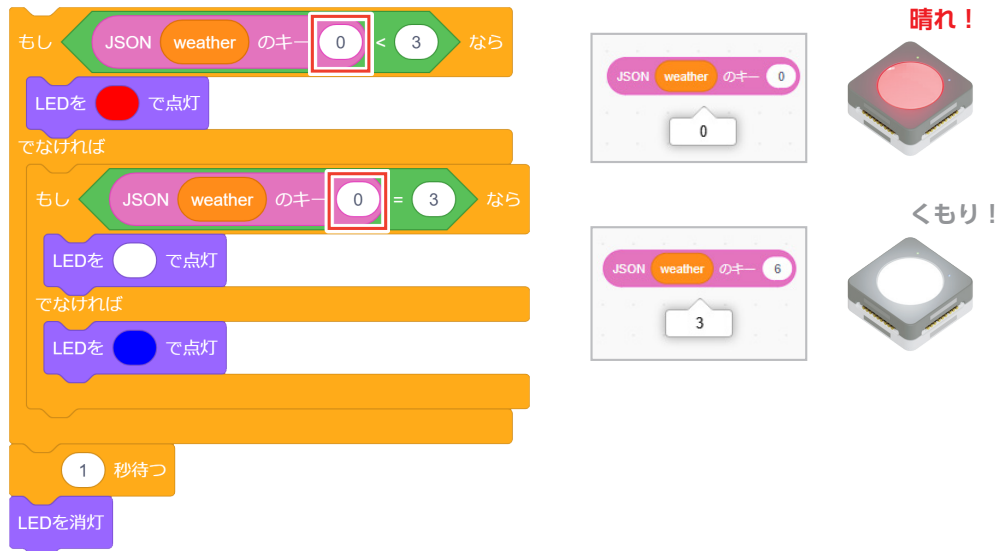 もし JSON weather のキー 0 < 3 なら
LEDを で点灯
でなければ
もし JSON weather のキー 0 = 3 なら
LEDを で点灯
でなければ
LEDを で点灯
1 秒待つ
LEDを消灯
晴れ！
JSON weather のキー 0
0
くもり！
JSON weather のキー 6
3